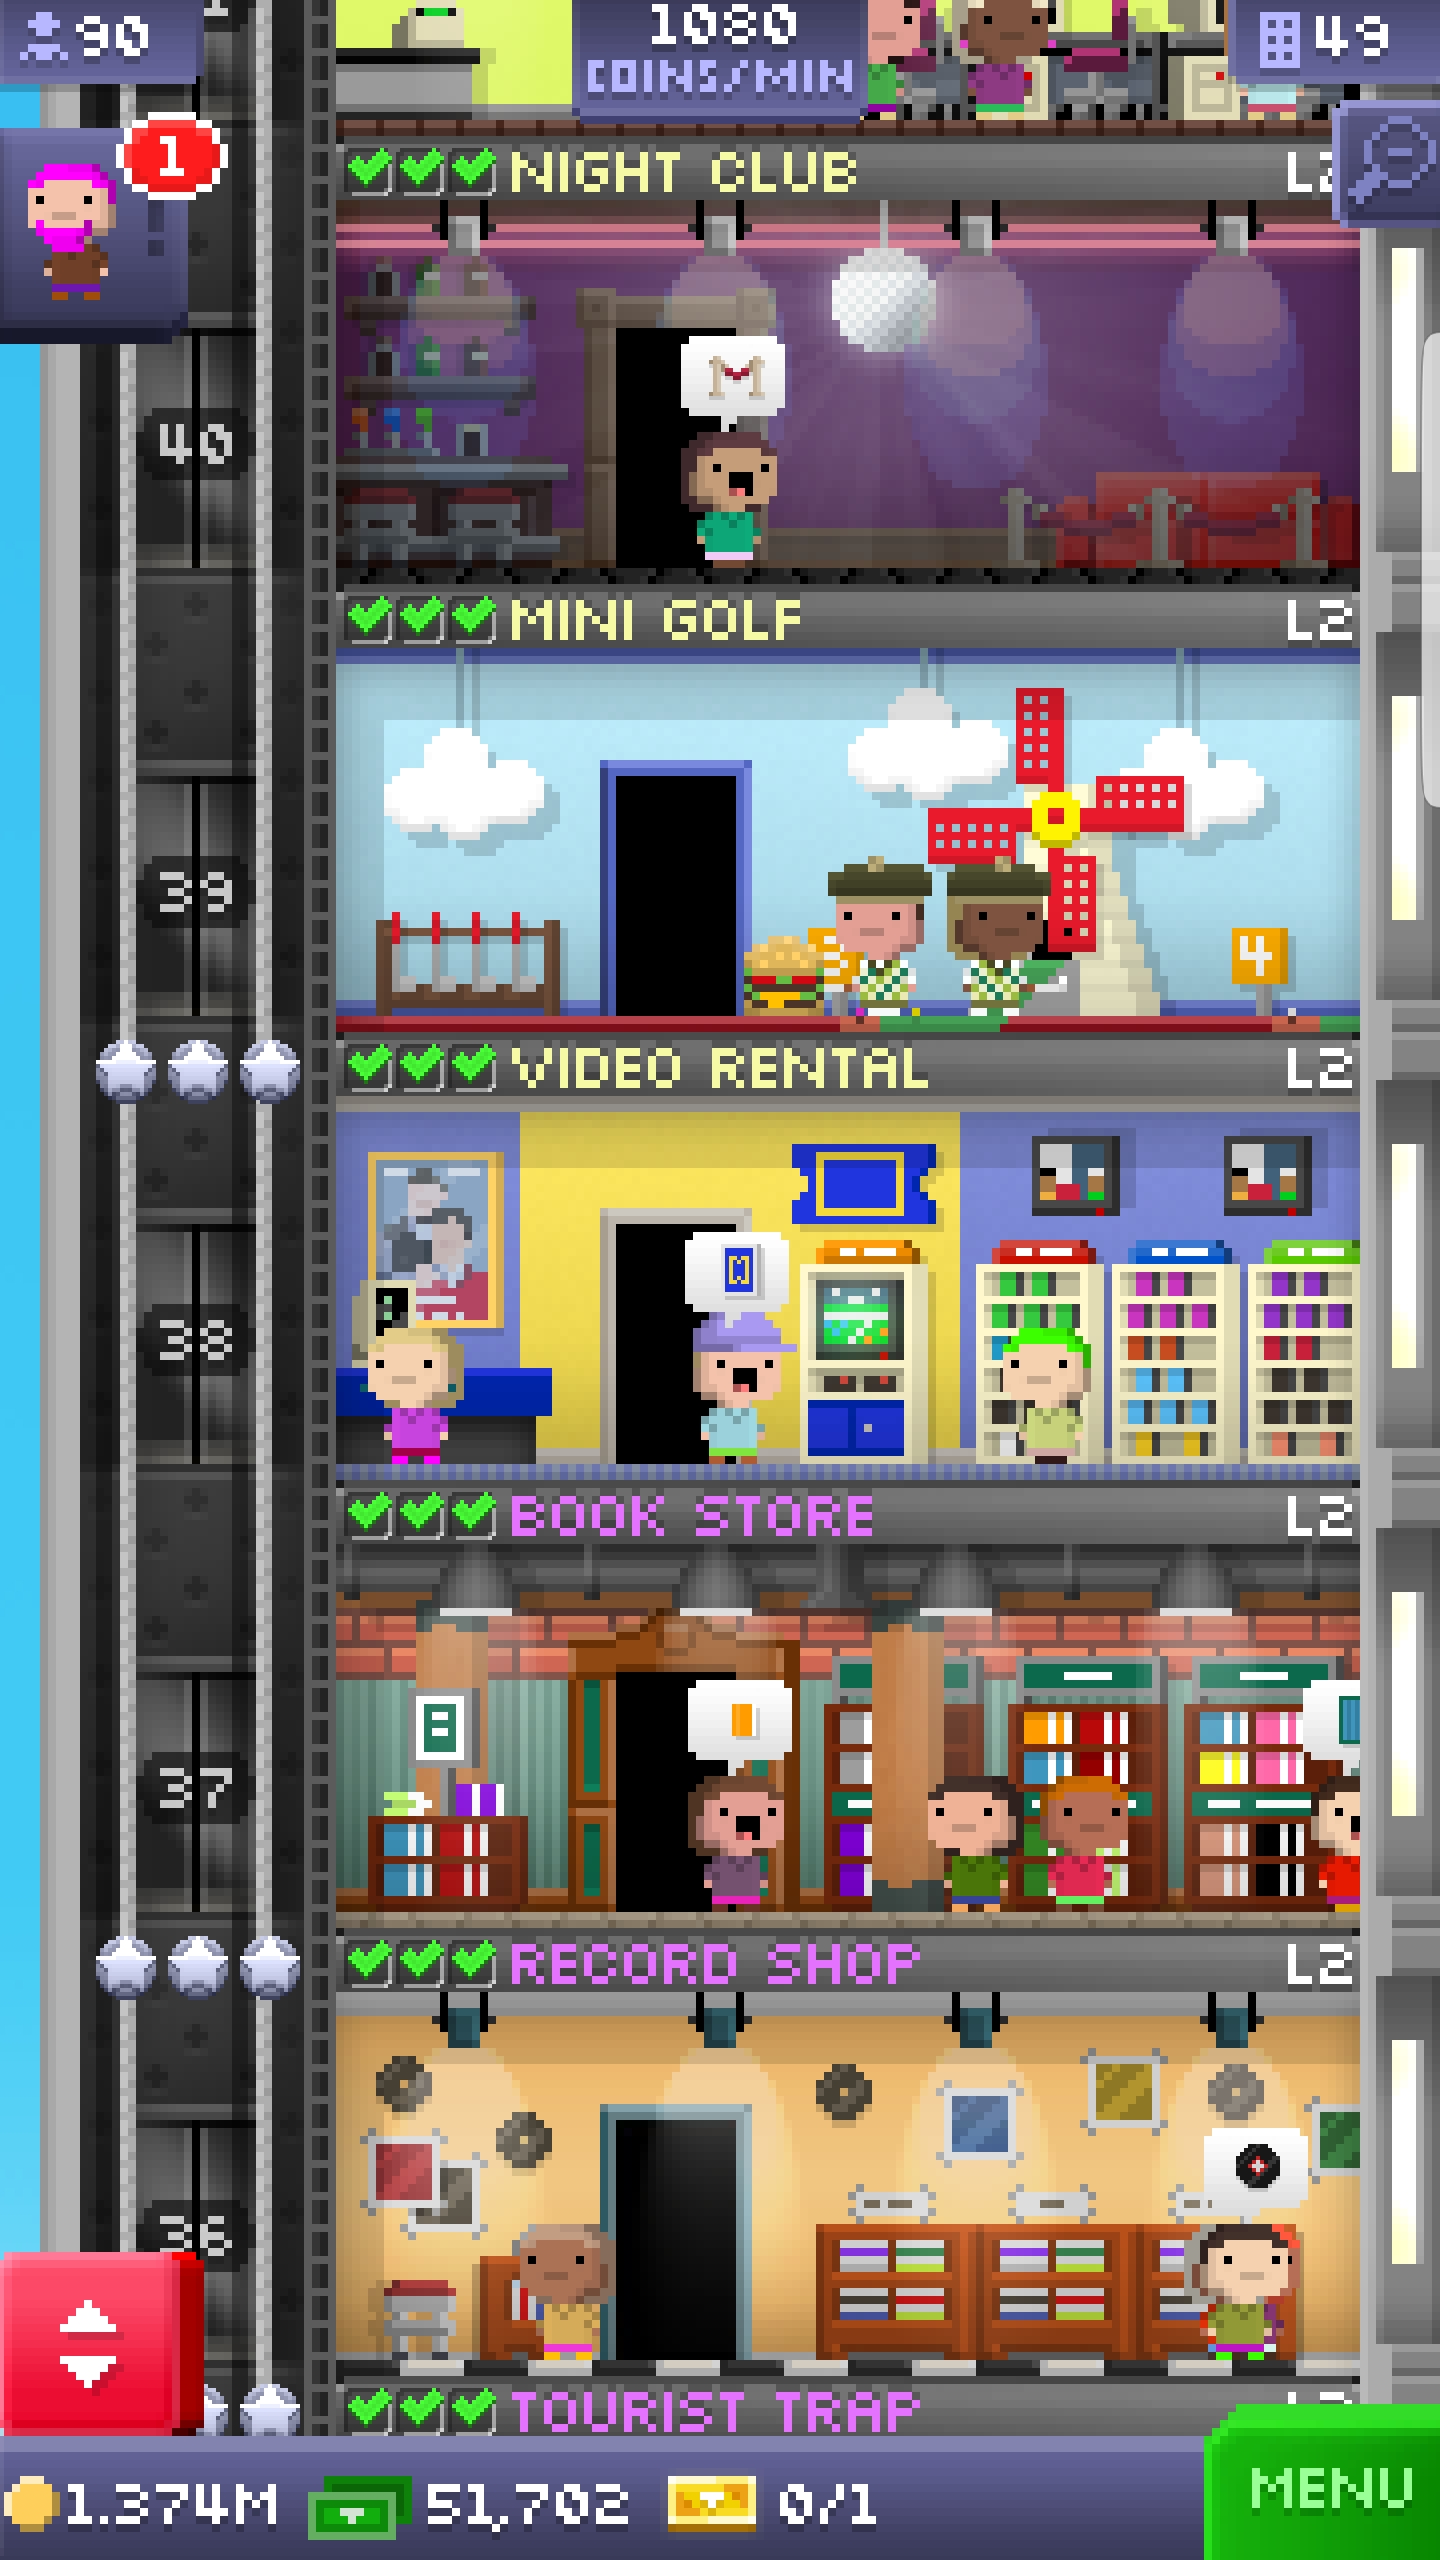 90
1080
COINS/MIN
49
1
NIGHT CLUB
40
MINI GOLF L2
4
39
VIDEO RENTAL L2
38
BOOK STORE L2
37
RECORD SHOP L2
36
TOURIST TRAP
1.374M 51,702 0/1
MENU